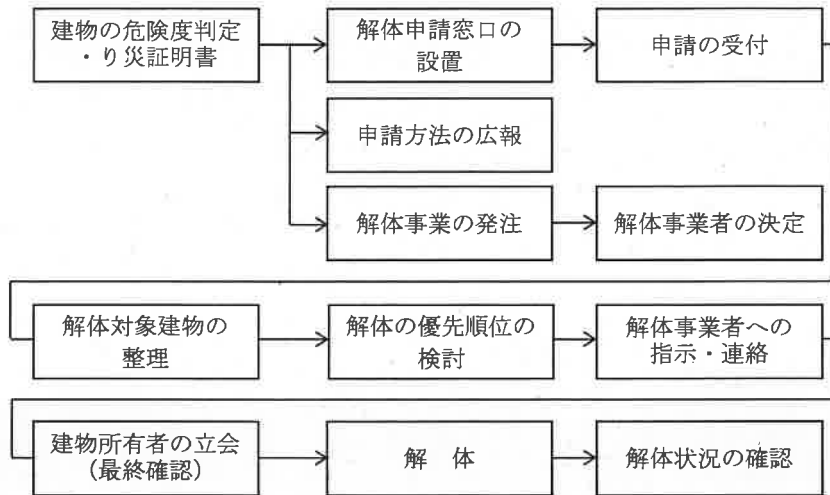 建物の危険度判定
・り災証明書
解体申請窓口の
設置
申請の受付
申請方法の広報
解体事業の発注
解体事業者の決定
解体対象建物の
整理
解体の優先順位の
検討
解体事業者への
指示・連絡
建物所有者の立会
(最終確認)
解　体
解体状況の確認